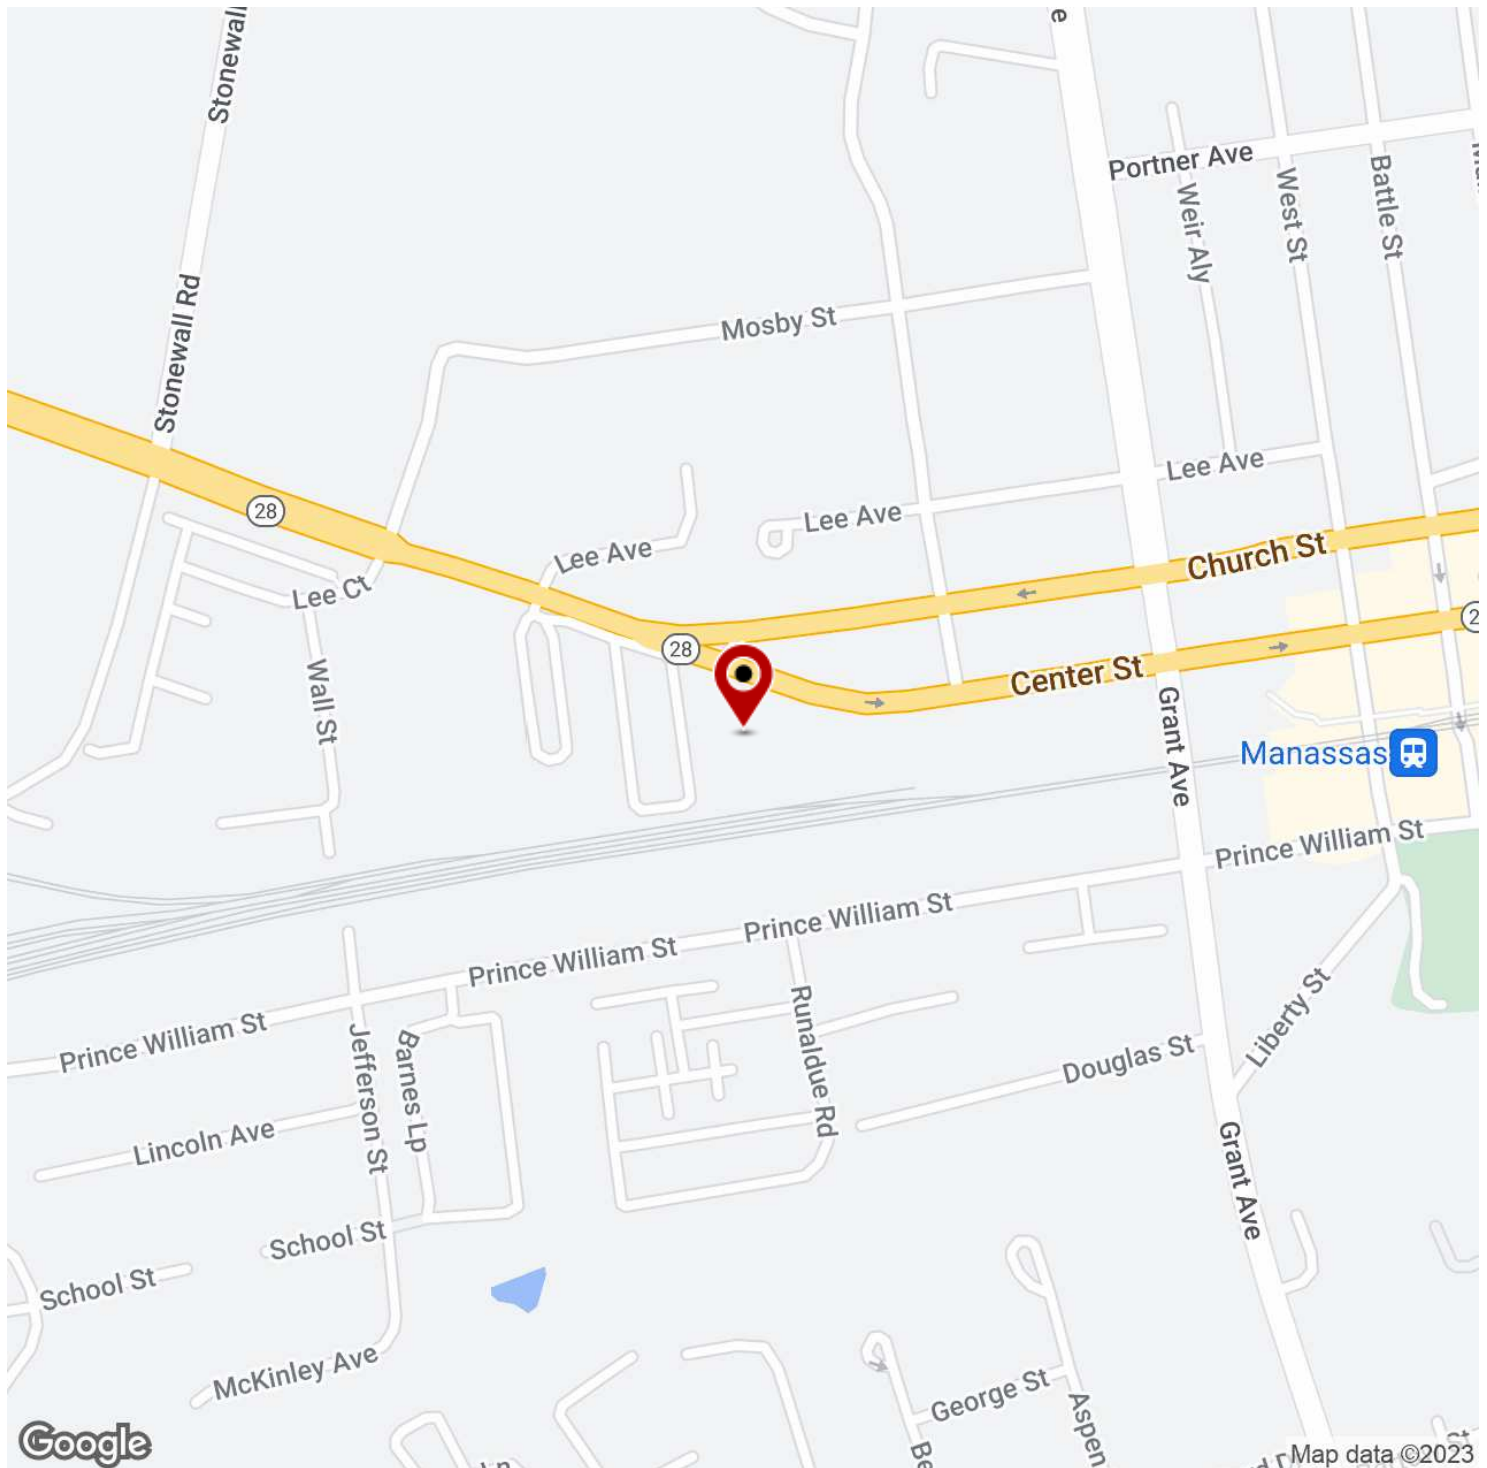 Stonewall
e
Portner Ave
Weir Aly
West St
Battle St
Stonewall Rd
Mosby St
28
Lee Ave
Lee Ave
Lee Ave
Church St
Lee Ct
28
2
Wall St
Center St
Grant Ave
Manassas
Prince William St
Prince William St
Prince William St
Prince William St
Runaldue Rd
Liberty St
Jefferson St
Barnes Lp
Douglas St
Lincoln Ave
Grant Ave
School St
School St
McKinley Ave
George St
Aspen
Be
Ln
Google
Map data ©2023